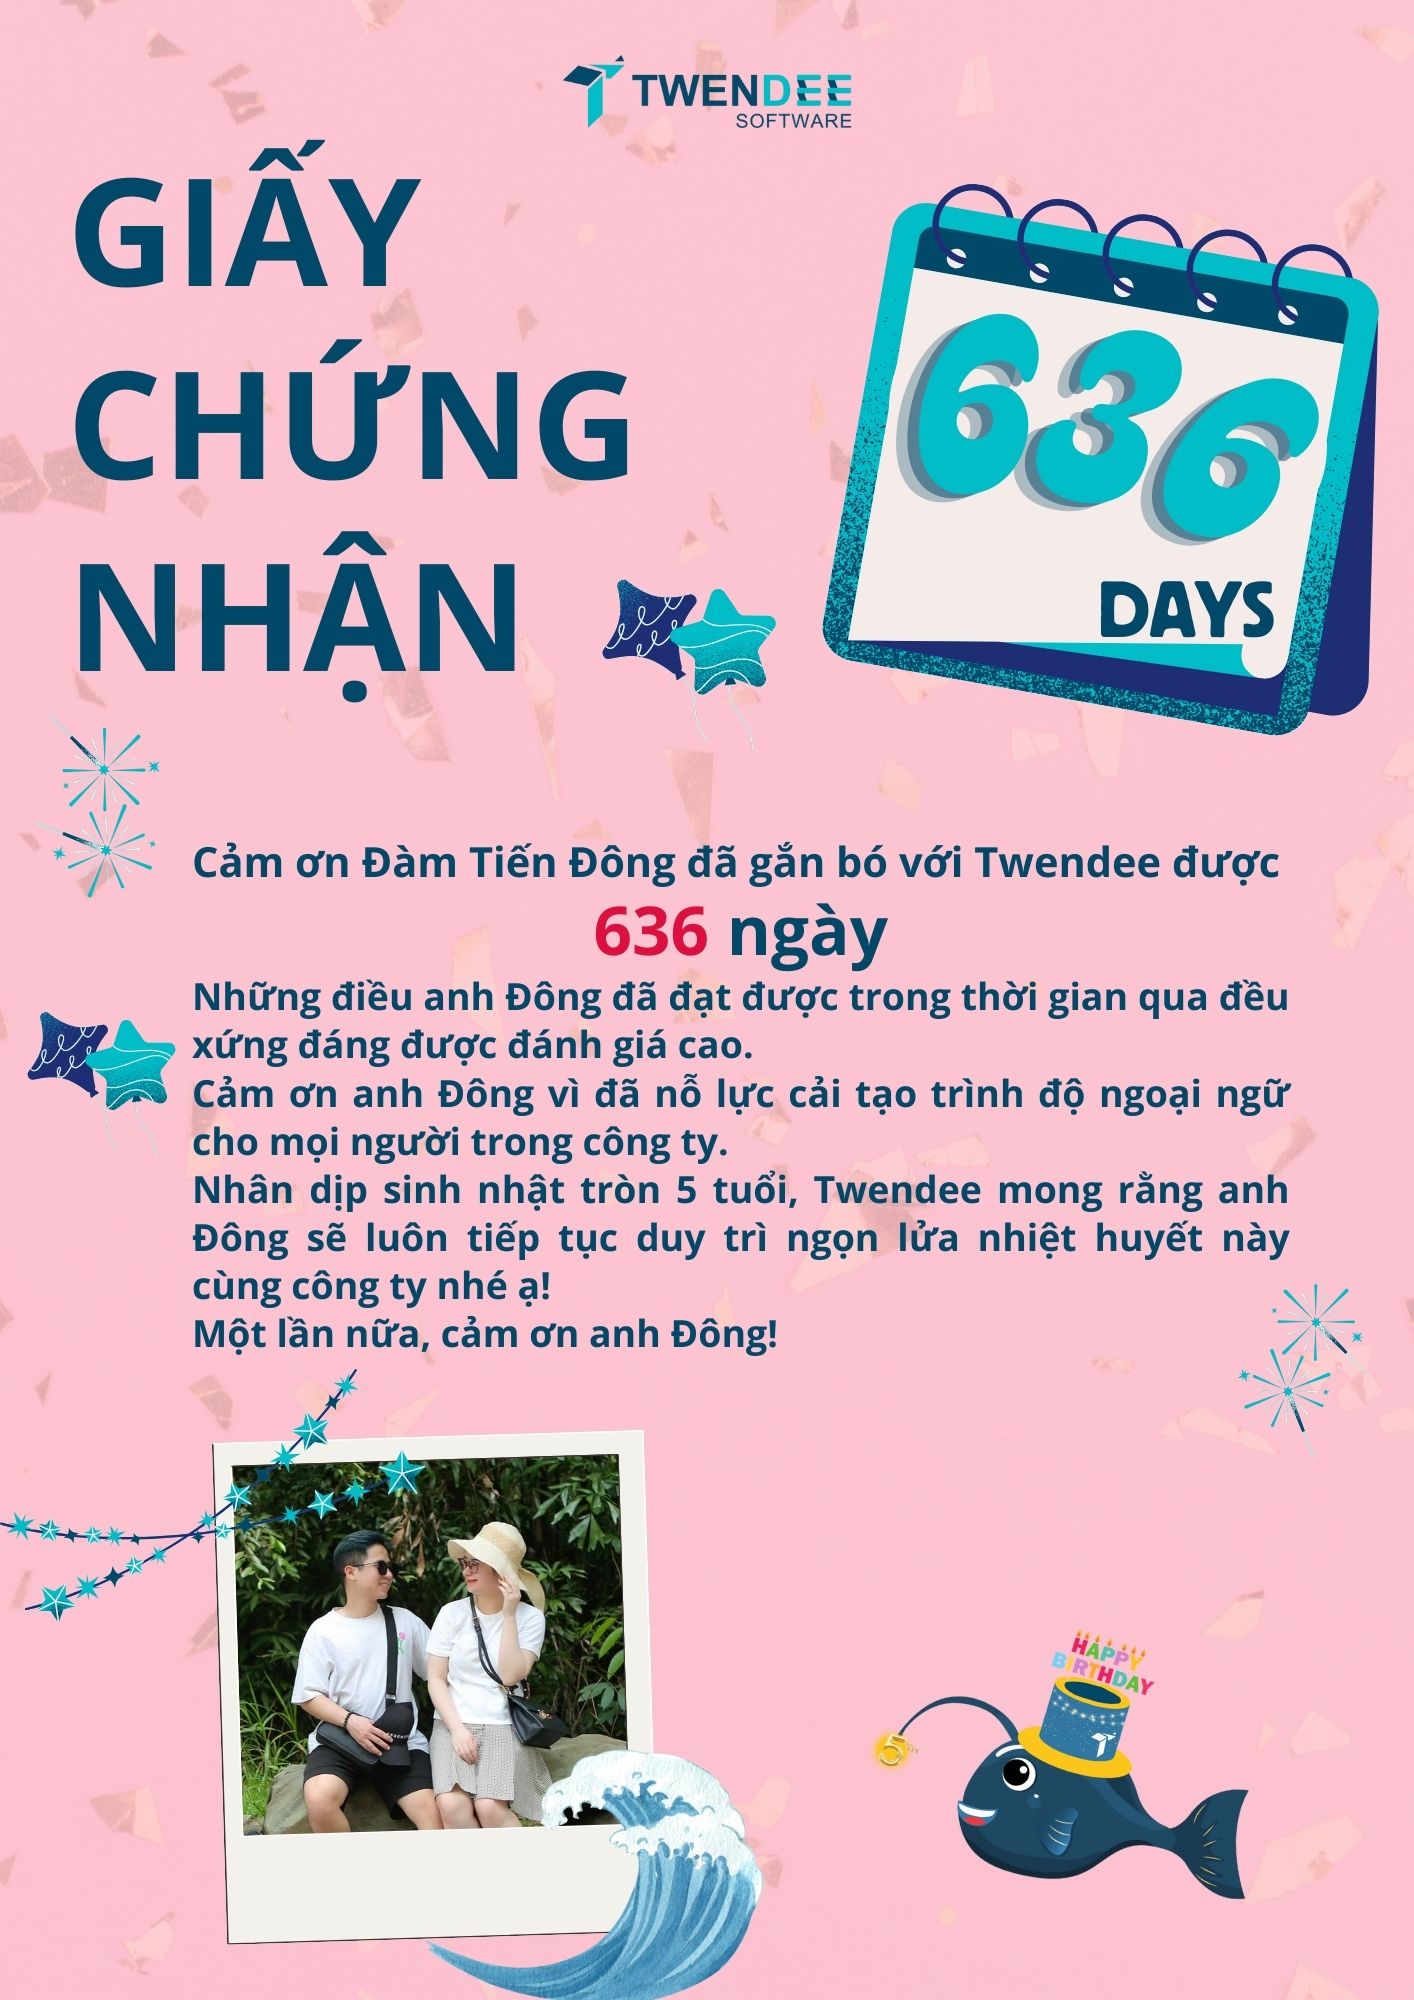 TWENDEE
SOFTWARE
GIẤY
CHỨNG
NHẬN
636
DAYS
Cảm ơn Đàm Tiến Đông đã gắn bó với Twendee được
636 ngày
Những điều anh Đông đã đạt được trong thời gian qua đều
xứng đáng được đánh giá cao.
Cảm ơn anh Đông vì đã nỗ lực cải tạo trình độ ngoại ngữ
cho mọi người trong công ty.
Nhân dịp sinh nhật tròn 5 tuổi, Twendee mong rằng anh
Đông sẽ luôn tiếp tục duy trì ngọn lửa nhiệt huyết này
cùng công ty nhé ạ!
Một lần nữa, cảm ơn anh Đông!
HAPPY
BIRTHDAY
5th